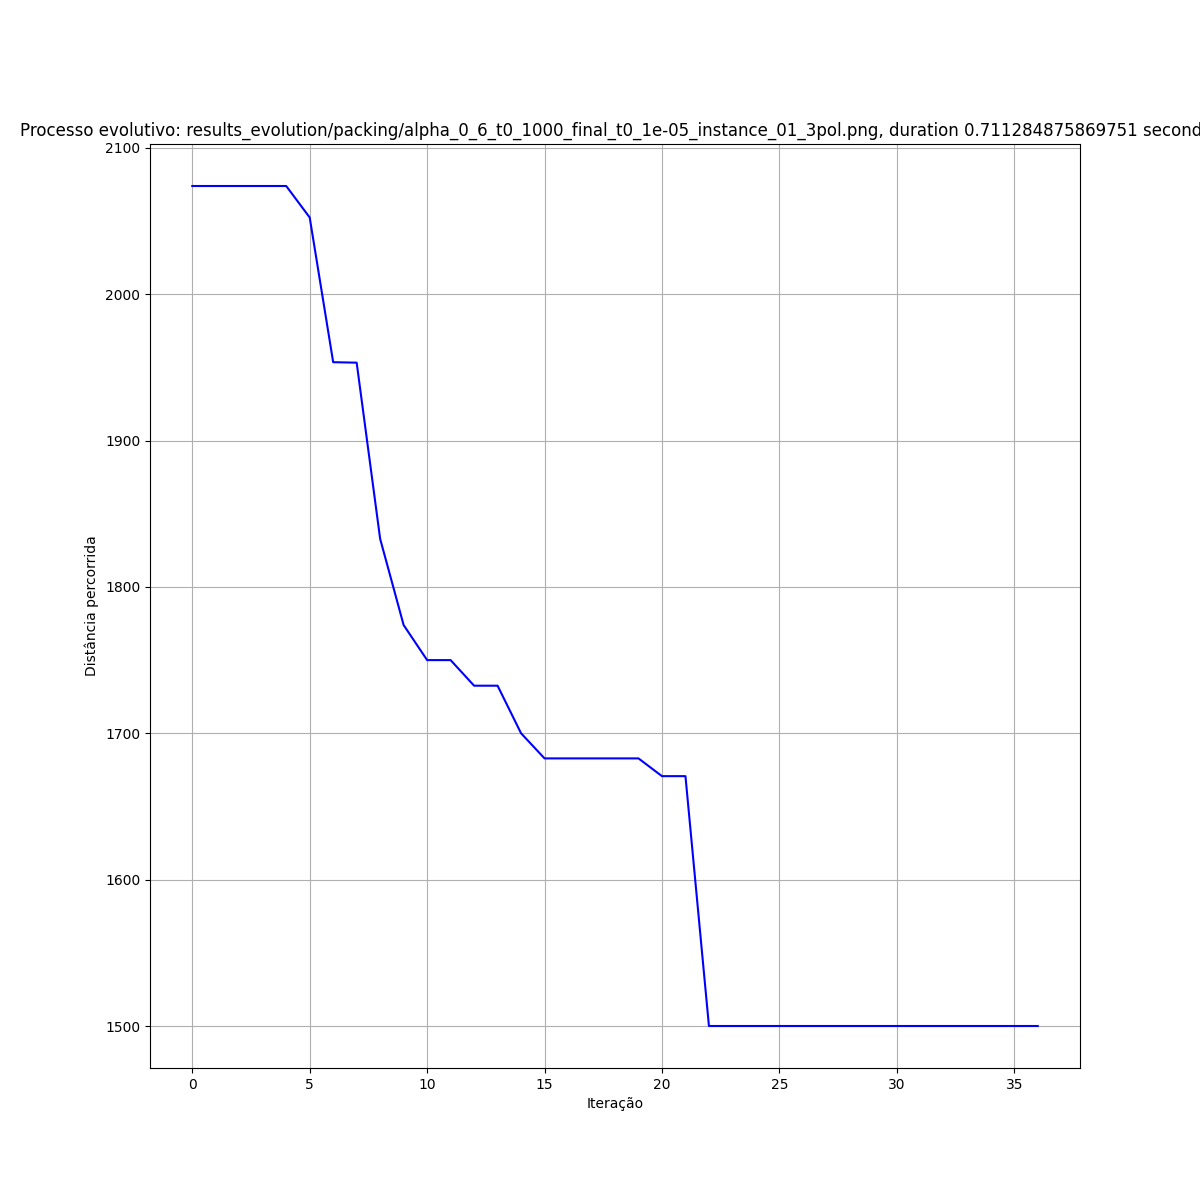 Processo evolutivo: results_evolution/packing/alpha_0_6_t0_1000_final_t0_1e-05_instance_01_3pol.png, duration 0.711284875869751 second
2100
2000
1900
1800
1700
1600
1500
Distância percorrida
0 5 10 15 20 25 30 35
Iteração